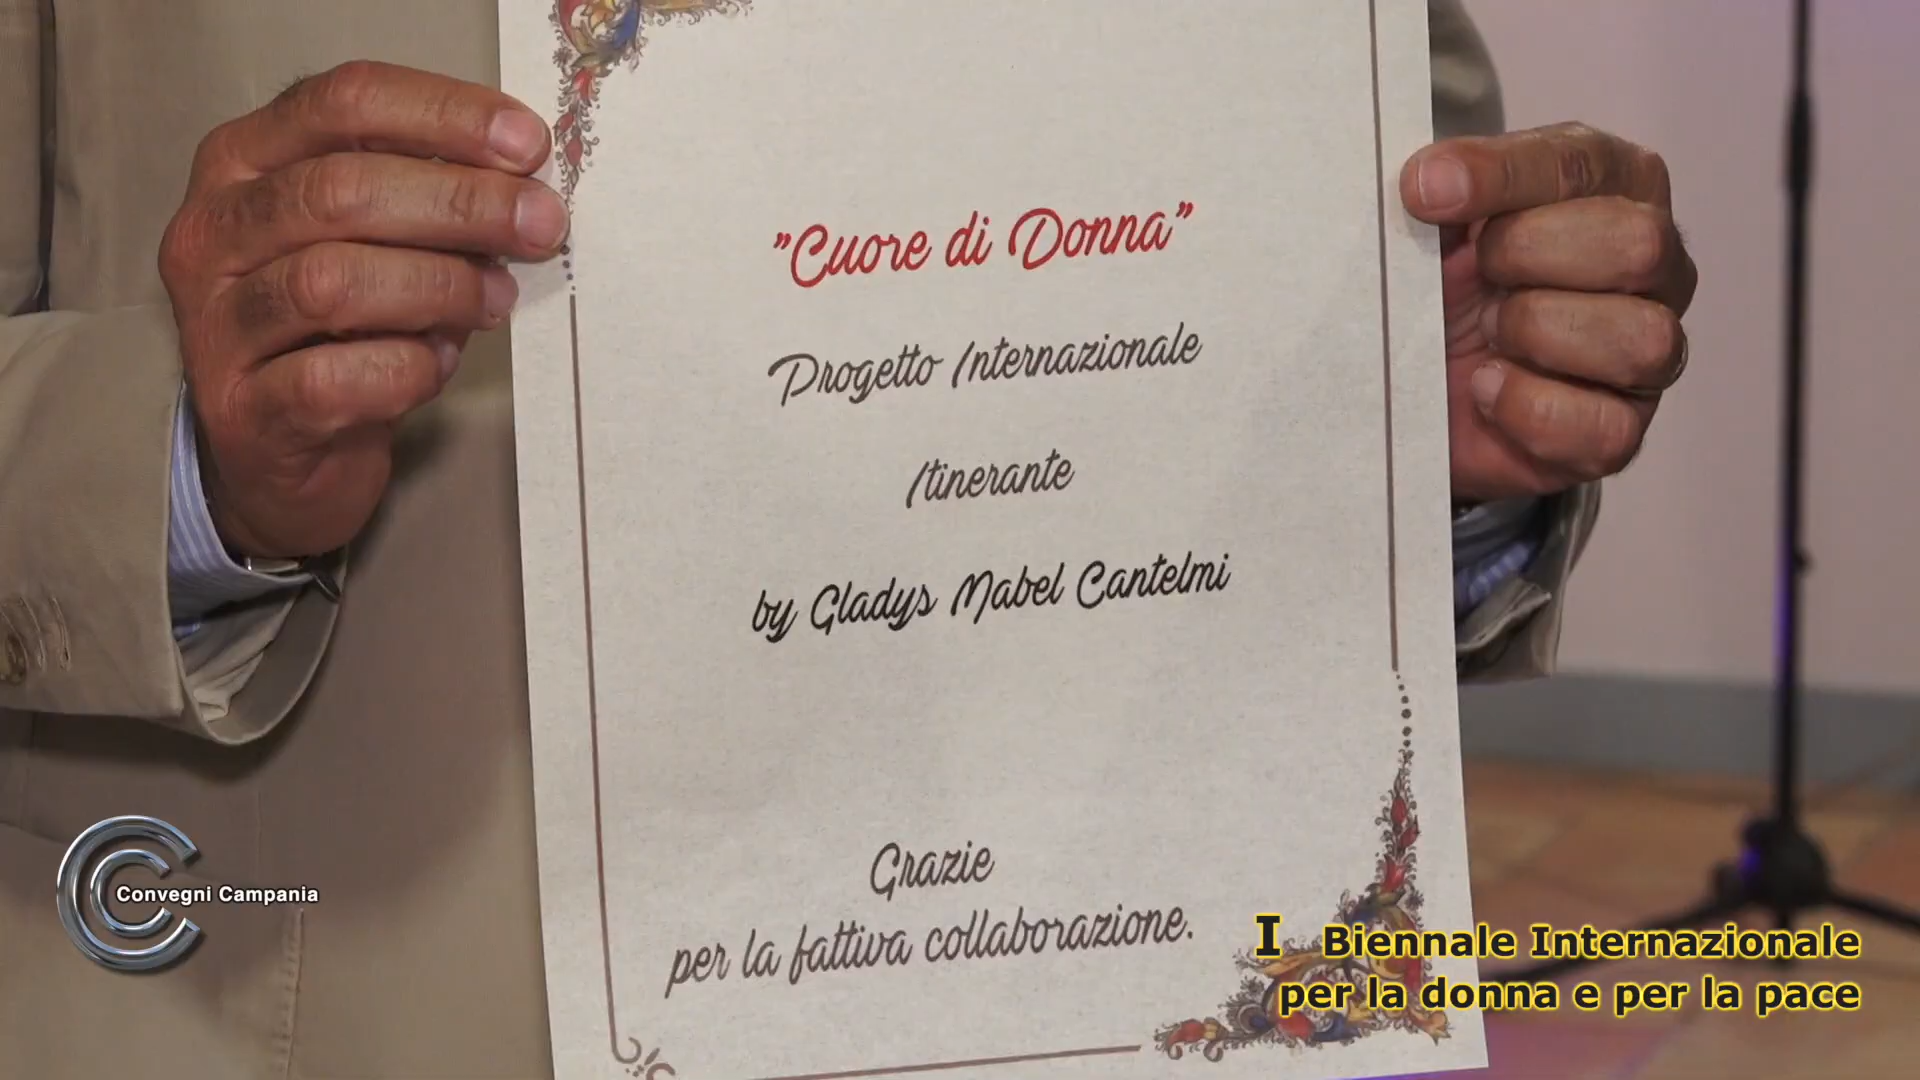 "Cuore di Donna"
Progetto Internazionale
Itinerante
by Gladys Mabel Cantelmi
Grazie
per la fattiva collaborazione.
Convegni Campania
I Biennale Internazionale
per la donna e per la pace